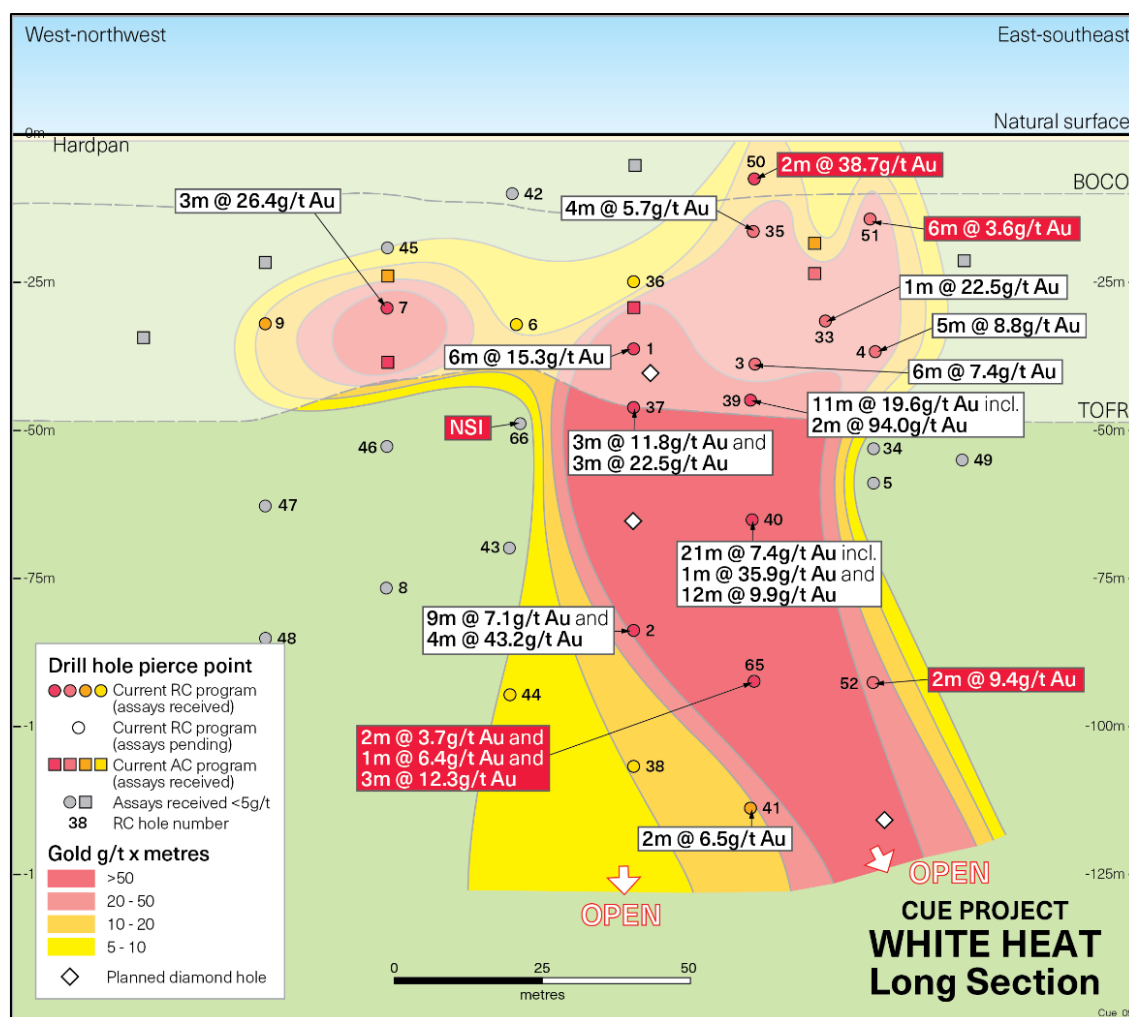 West-northwest
East-southeast
Natural surface
0m
Hardpan
50
2m @ 38.7g/t Au
BOCO
42
3m @ 26.4g/t Au
4m @ 5.7g/t Au
35
51
6m @ 3.6g/t Au
45
-25m
36
-25m
1m @ 22.5g/t Au
7
9
6
33
5m @ 8.8g/t Au
6m @ 15.3g/t Au
1
3
4
6m @ 7.4g/t Au
37
39
11m @ 19.6g/t Au incl.
2m @ 94.0g/t Au
TOFR
-50m
NSI
66
-50m
46
3m @ 11.8g/t Au and
3m @ 22.5g/t Au
34
49
5
47
40
43
21m @ 7.4g/t Au incl.
1m @ 35.9g/t Au and
12m @ 9.9g/t Au
-75m
-75m
8
9m @ 7.1g/t Au and
4m @ 43.2g/t Au
2
48
65
52
2m @ 9.4g/t Au
44
2m @ 3.7g/t Au and
1m @ 6.4g/t Au and
3m @ 12.3g/t Au
-1
-100m
38
41
2m @ 6.5g/t Au
-1
-125m
OPEN
OPEN
Drill hole pierce point
Current RC program
(assays received)
Current RC program
(assays pending)
Current AC program
(assays received)
Assays received <5g/t
38 RC hole number
Gold g/t x metres
>50
20 - 50
10 - 20
5 - 10
Planned diamond hole
0 25 50
metres
CUE PROJECT
WHITE HEAT
Long Section